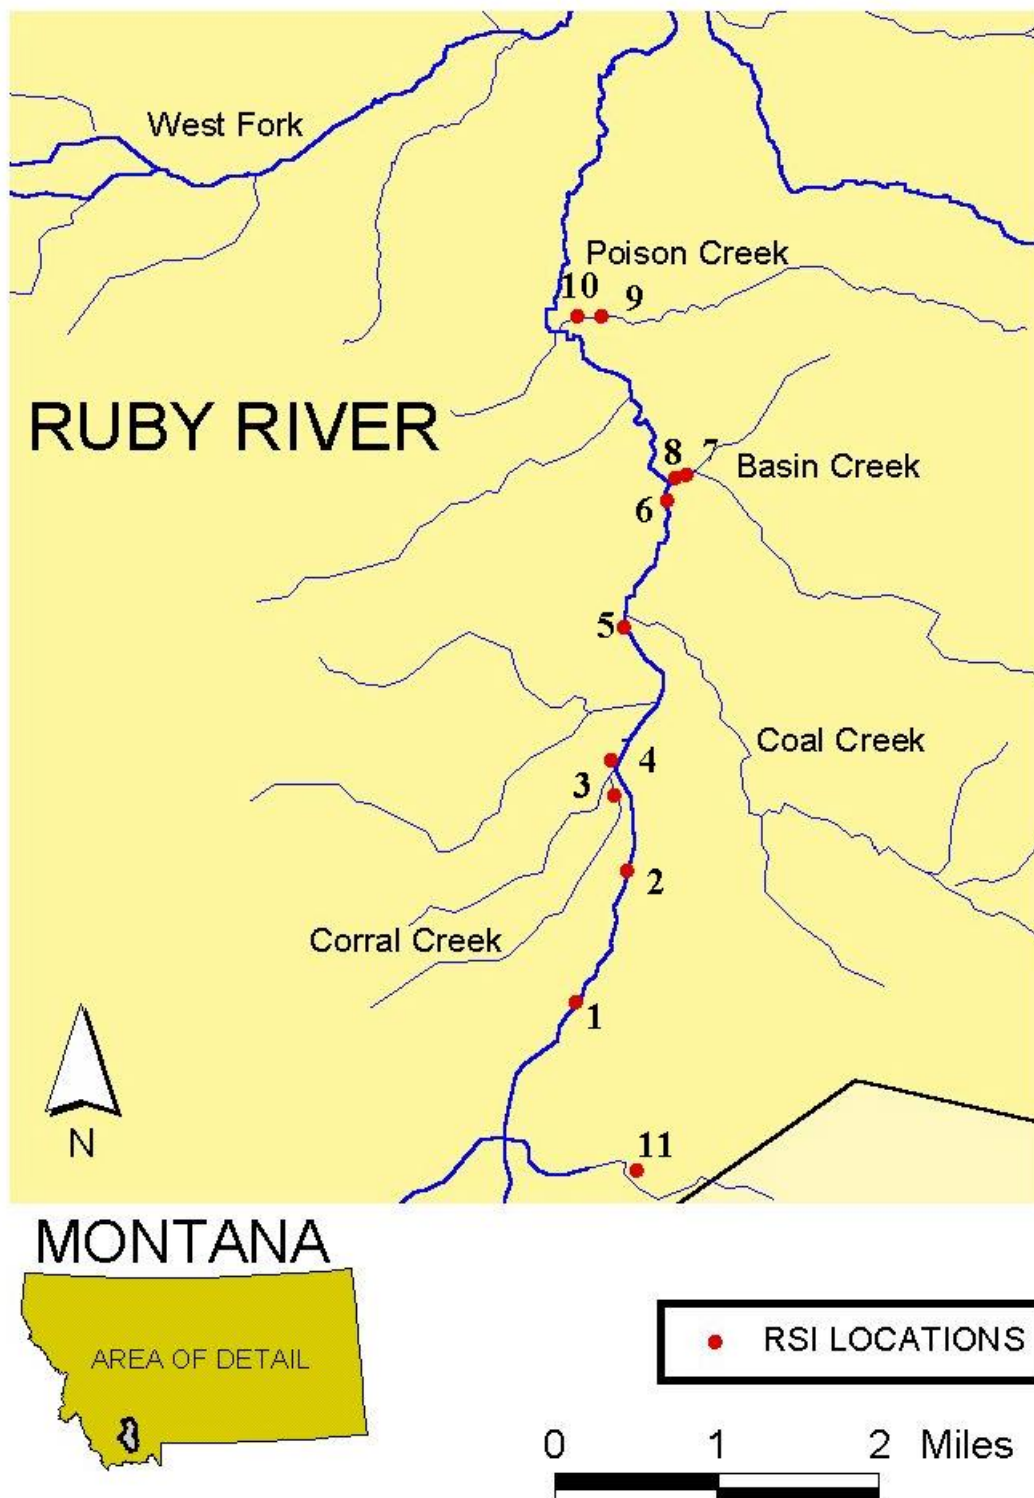 West Fork
Poison Creek
10 9
RUBY RIVER
8 7
Basin Creek
6
5
Coal Creek
4
3
2
Corral Creek
1
N
11
MONTANA
AREA OF DETAIL
RSI LOCATIONS
0 1 2 Miles